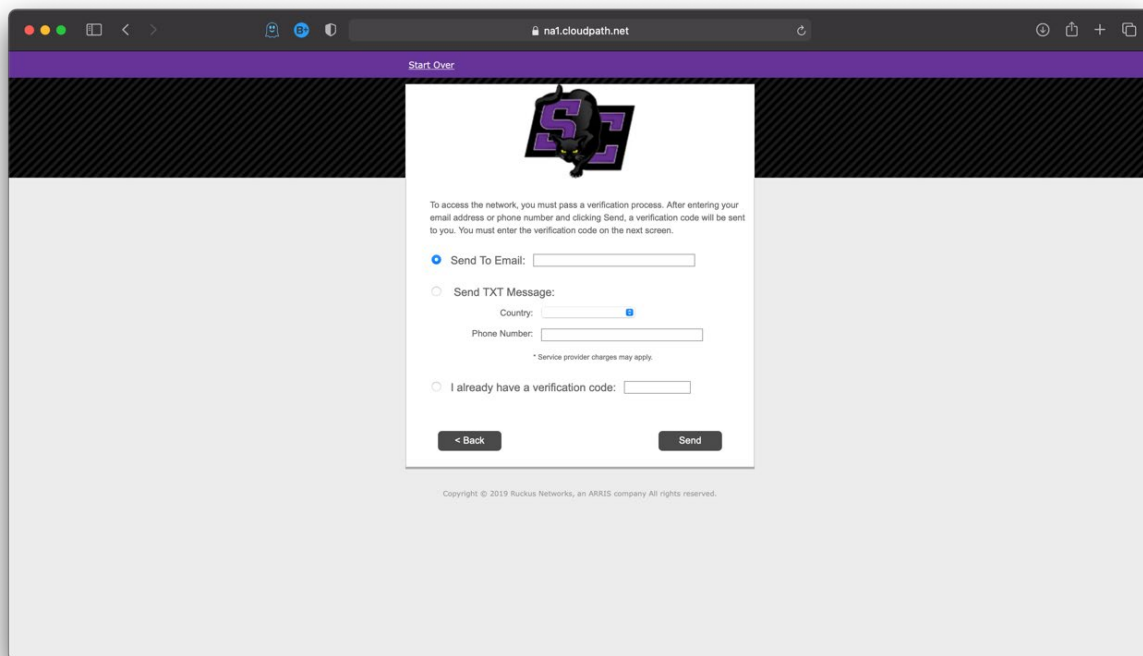 B+
na1.cloudpath.net
Start Over
SC
To access the network, you must pass a verification process. After entering your
email address or phone number and clicking Send, a verification code will be sent
to you. You must enter the verification code on the next screen.
Send To Email:
Send TXT Message:
Country:
Phone Number:
* Service provider charges may apply.
I already have a verification code:
< Back
Send
Copyright © 2019 Ruckus Networks, an ARRIS company All rights reserved.